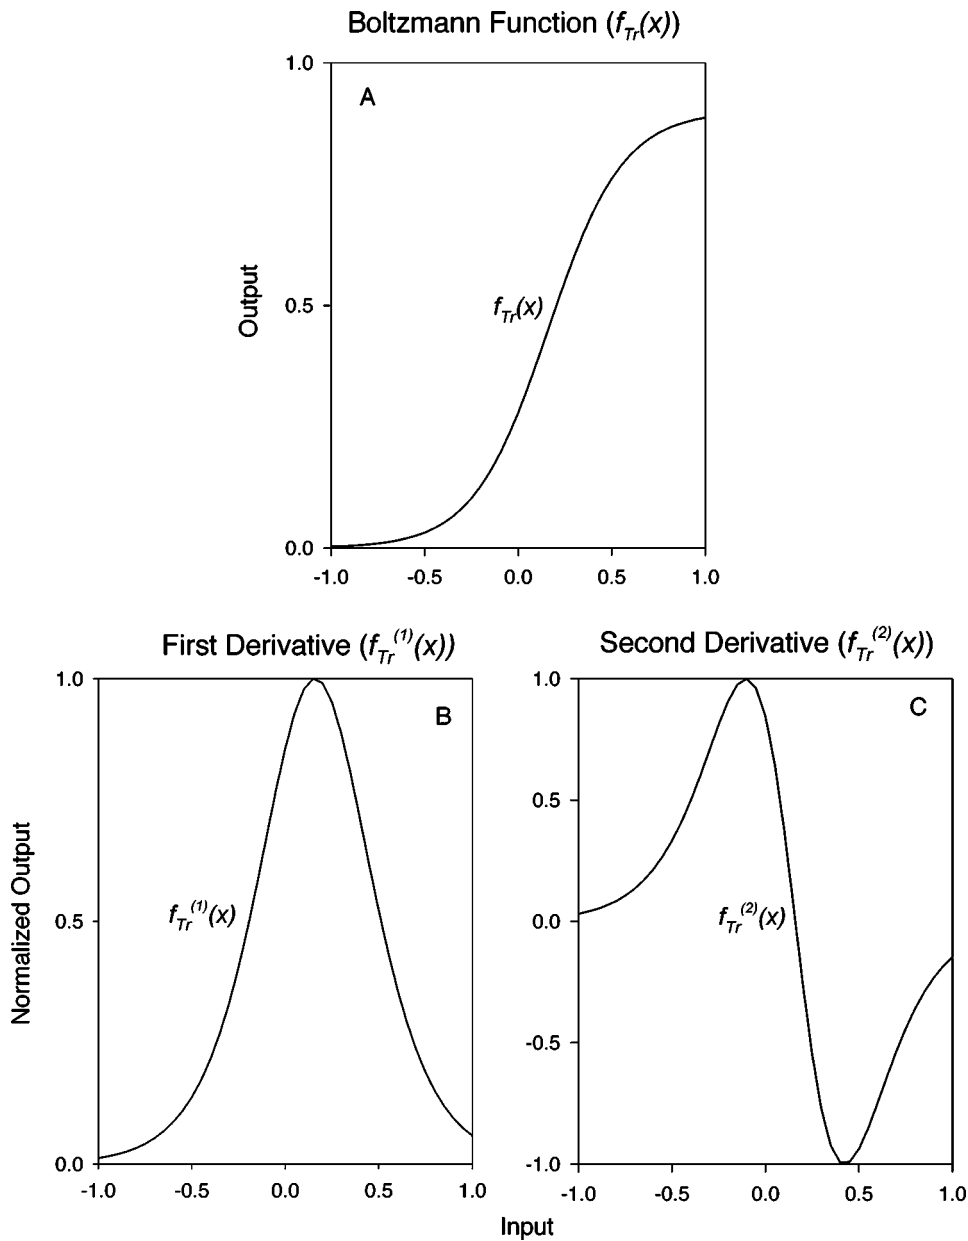 Boltzmann Function (f_Tr(x))
1.0
A
Output
0.5
f_Tr(x)
0.0
-1.0 -0.5 0.0 0.5 1.0
First Derivative (f_Tr^(1)(x))
1.0
B
Normalized Output
0.5
f_Tr^(1)(x)
0.0
-1.0 -0.5 0.0 0.5 1.0
Second Derivative (f_Tr^(2)(x))
1.0
C
0.5
0.0
f_Tr^(2)(x)
-0.5
-1.0
-1.0 -0.5 0.0 0.5 1.0
Input